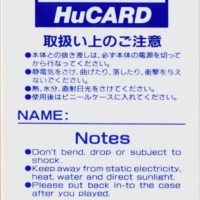 HuCARD
取扱い上のご注意
●本体との抜き差しは、必ず本体の電源を切って
から行なってください。
●静電気をさけ、曲げたり、落したり、衝撃を与え
ないでください。
●熱、水分、直射日光をさけてください。
●使用後はビニールケースに入れてください。
NAME:
Notes
●Don't bend, drop or subject to
shock.
●Keep away from static electricity,
heat, water and direct sunlight.
●Please put back in-to the case
after you played.